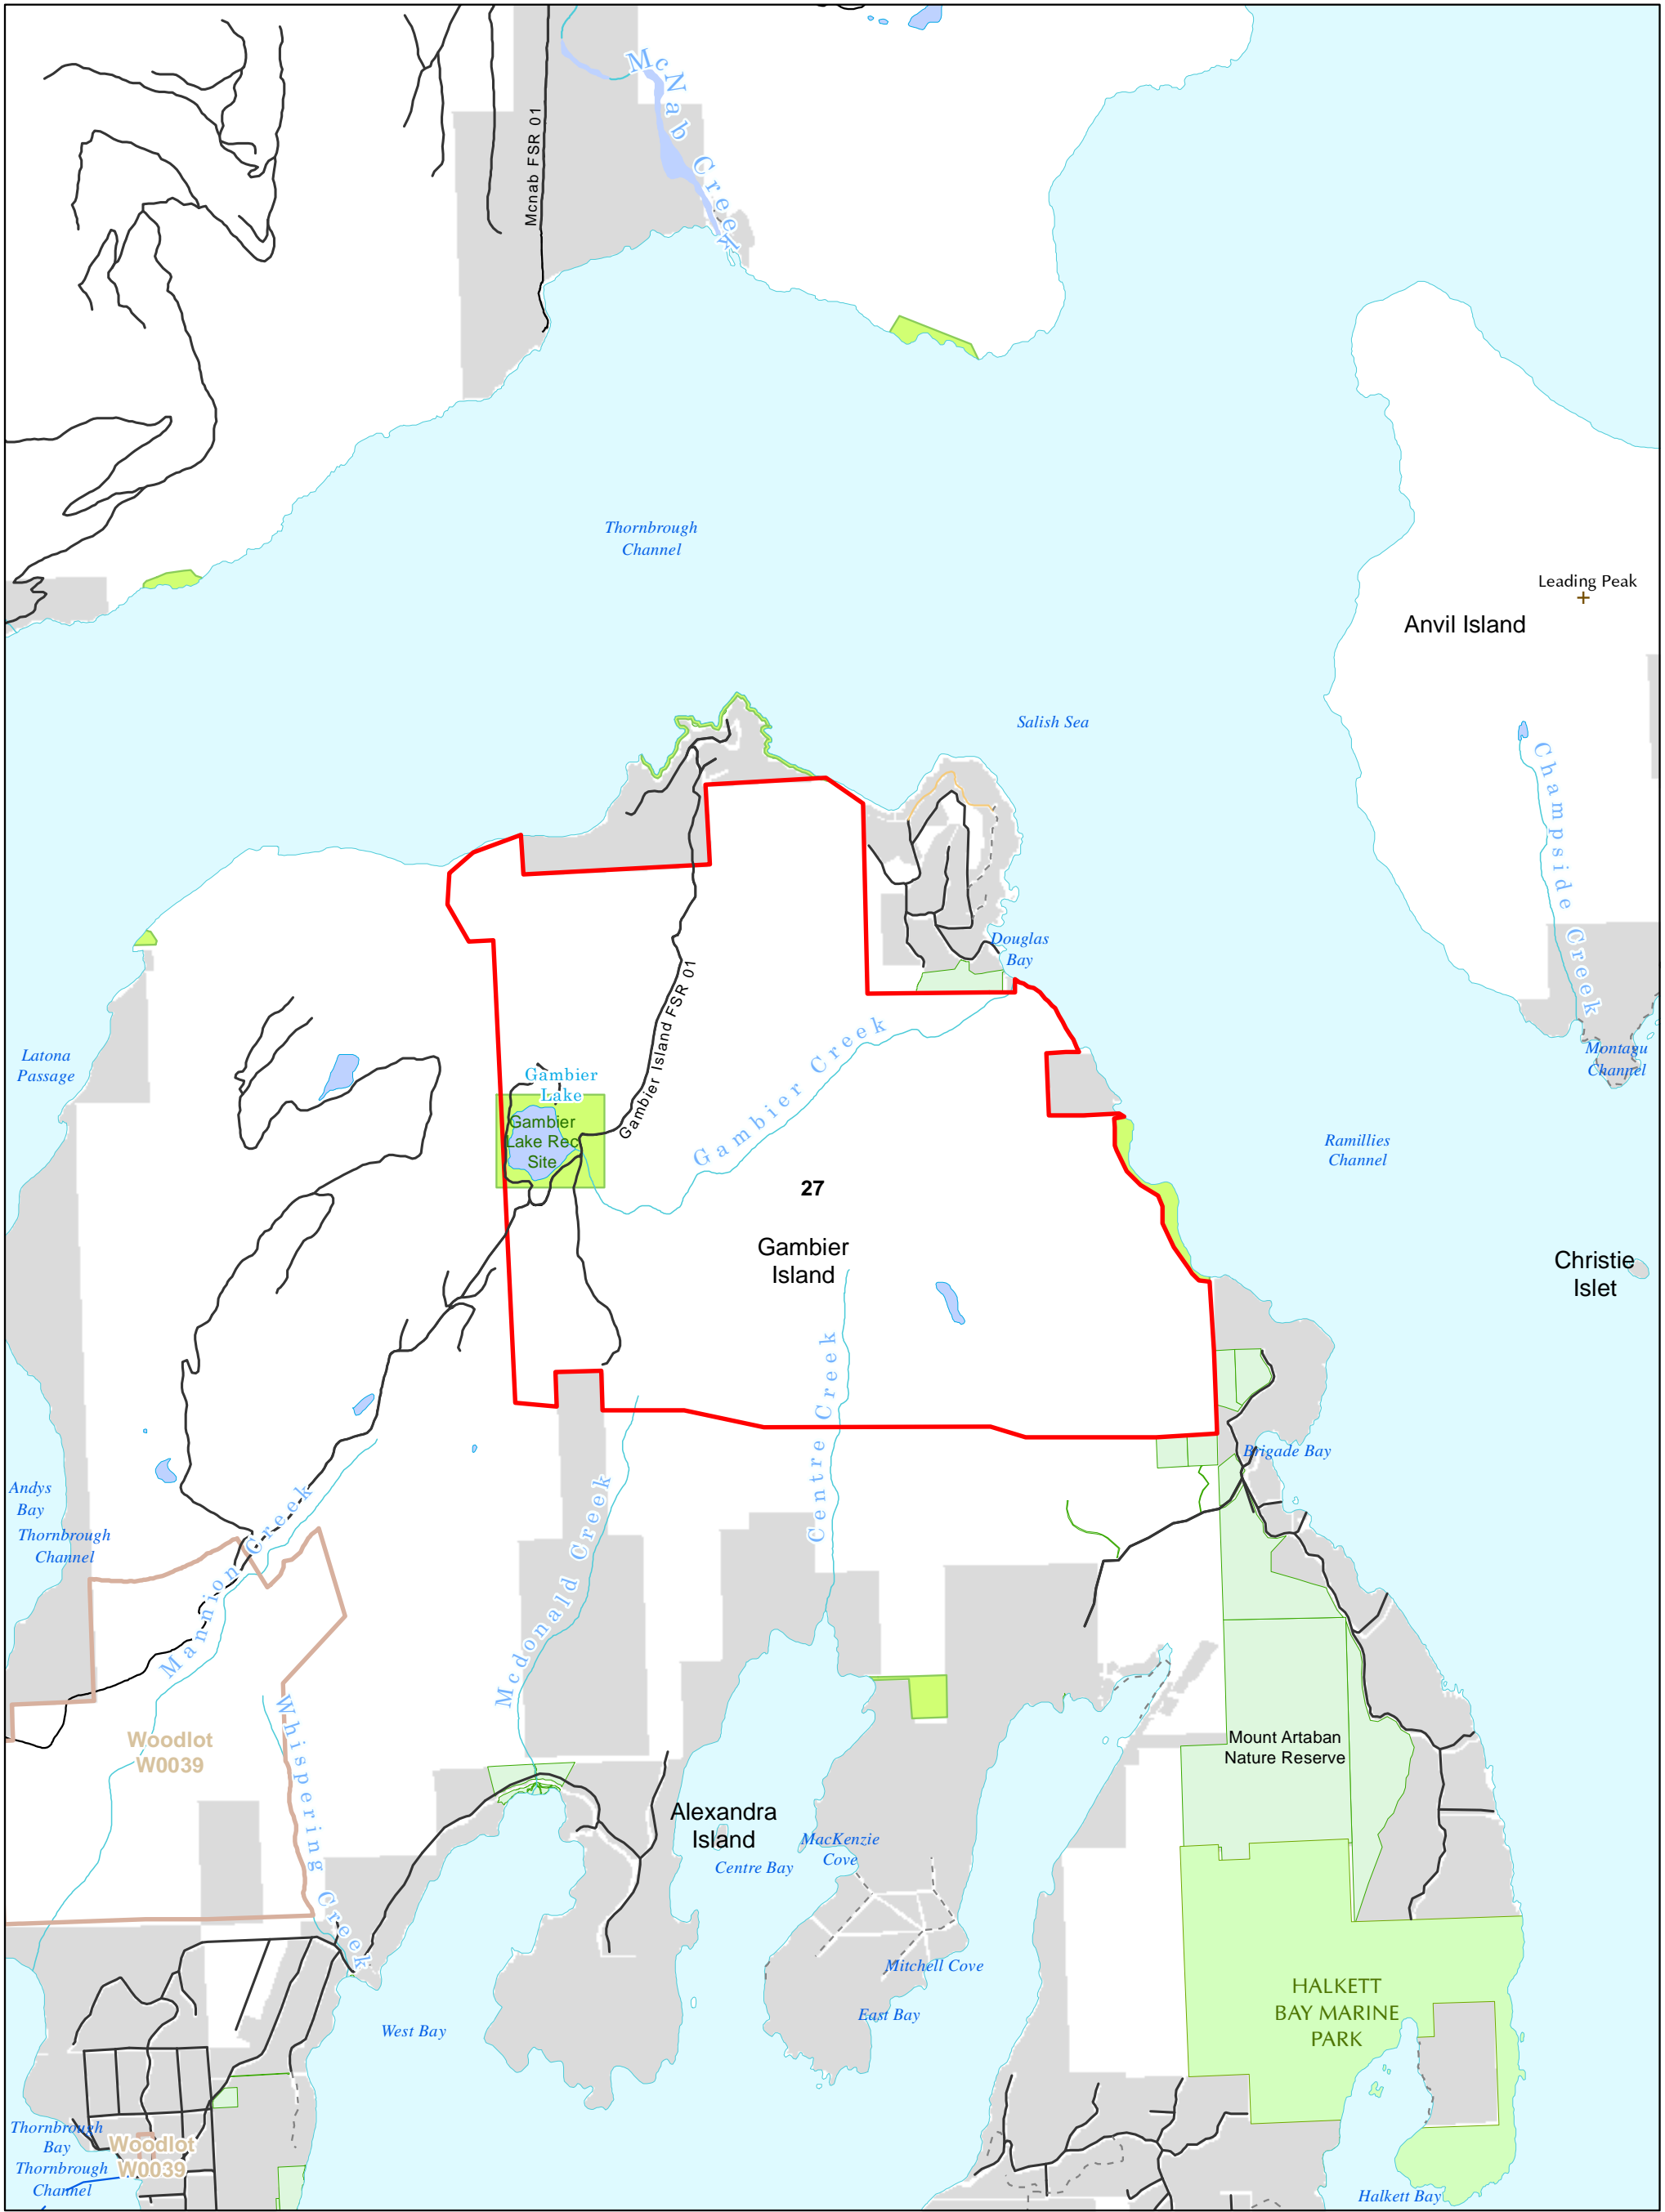 McNab Creek
Mcnab FSR 01
Thornbrough
Channel
Leading Peak
Anvil Island
Salish Sea
Champside Creek
Douglas
Bay
Gambier Island FSR 01
Gambier Creek
Latona
Passage
Montagu
Channel
Gambier
Lake
Gambier
Lake Rec
Site
Ramillies
Channel
27
Gambier
Island
Christie
Islet
Centre Creek
Brigade Bay
Andys
Bay
Thornbrough
Channel
Mannion Creek
Mcdonald Creek
Whispering Creek
Woodlot
W0039
Mount Artaban
Nature Reserve
Alexandra
Island
MacKenzie
Cove
Centre Bay
Mitchell Cove
East Bay
West Bay
HALKETT
BAY MARINE
PARK
Thornbrough
Bay
Thornbrough
Channel
Woodlot
W0039
Halkett Bay